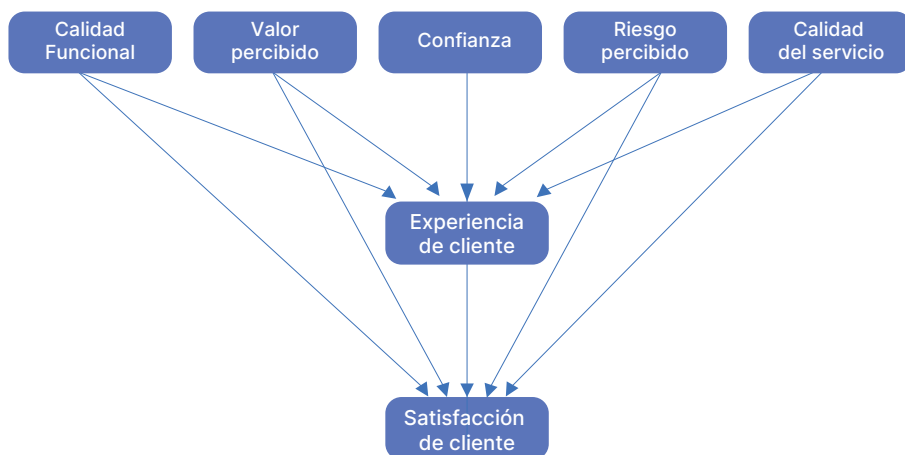 Calidad
Funcional
Valor
percibido
Confianza
Riesgo
percibido
Calidad
del servicio
Experiencia
de cliente
Satisfacción
de cliente